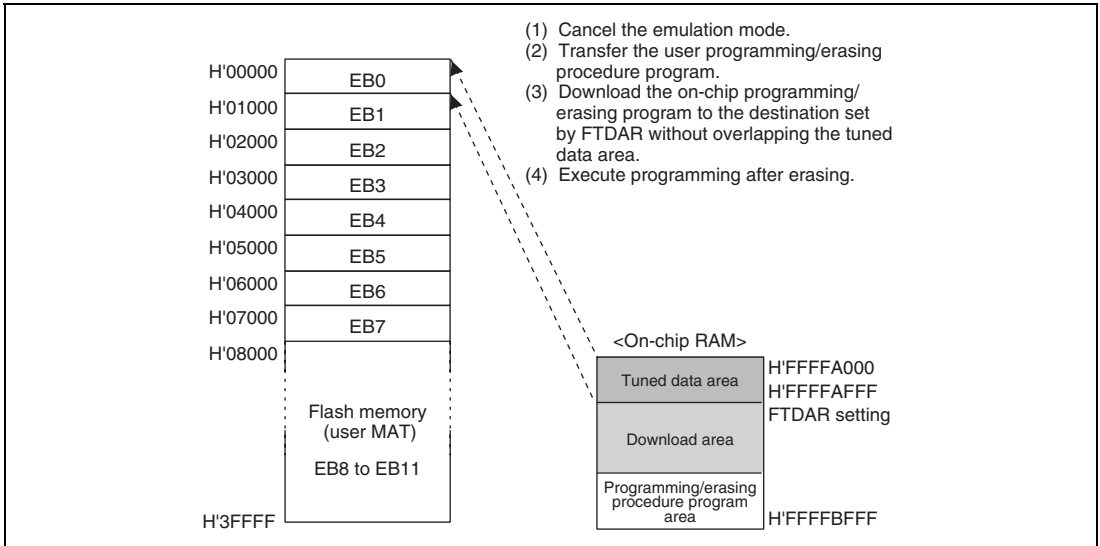 (1) Cancel the emulation mode.
(2) Transfer the user programming/erasing
procedure program.
(3) Download the on-chip programming/
erasing program to the destination set
by FTDAR without overlapping the tuned
data area.
(4) Execute programming after erasing.
H'00000
EB0
H'01000
EB1
H'02000
EB2
H'03000
EB3
H'04000
EB4
H'05000
EB5
H'06000
EB6
H'07000
EB7
H'08000
Flash memory
(user MAT)
EB8 to EB11
H'3FFFF
<On-chip RAM>
Tuned data area
H'FFFFA000
H'FFFFAFFF
FTDAR setting
Download area
Programming/erasing
procedure program
area
H'FFFFBFFF